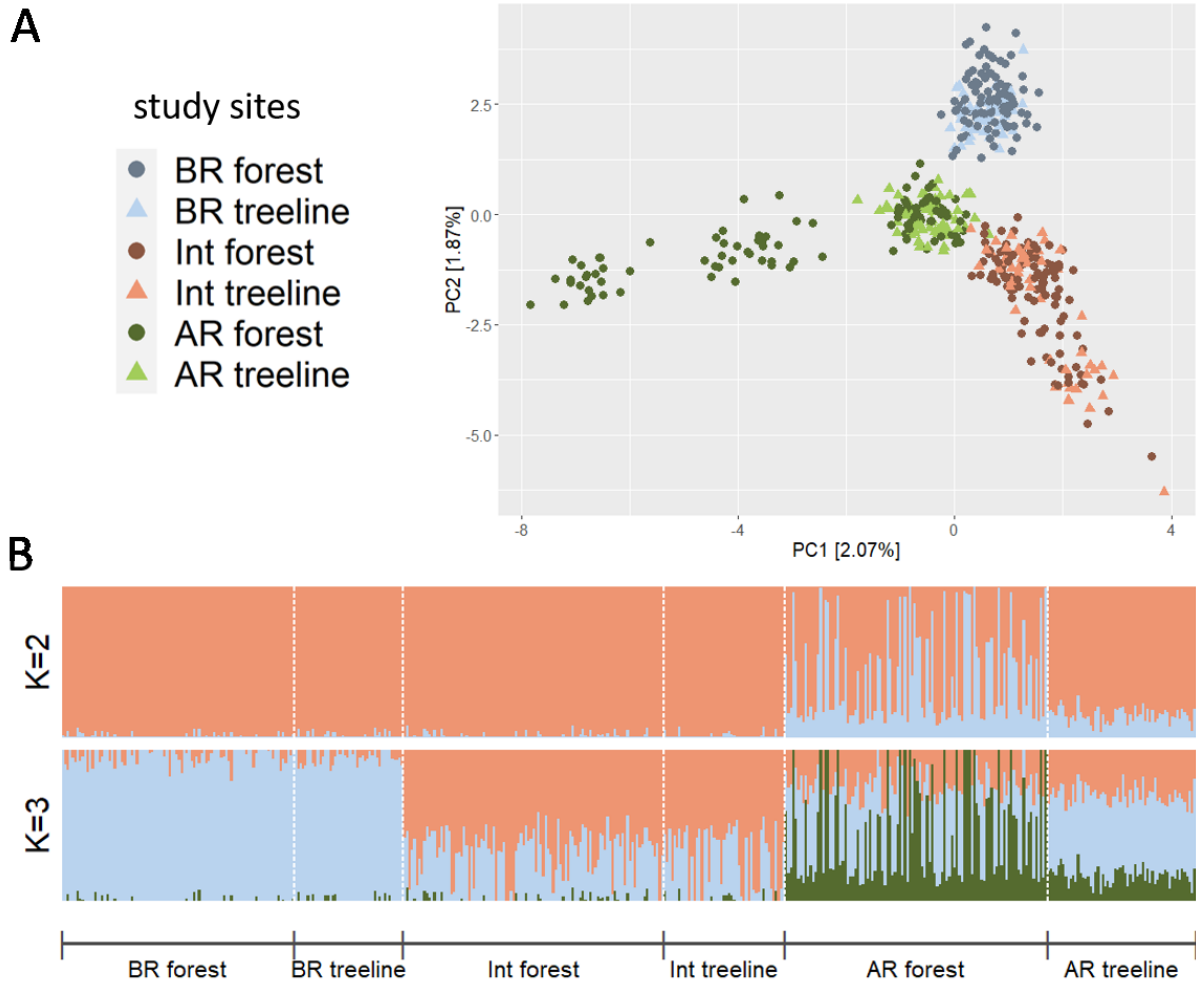 A
study sites
BR forest
BR treeline
Int forest
Int treeline
AR forest
AR treeline
PC2 [1.87%]
2.5
0.0
-2.5
-5.0
-8
-4
0
4
PC1 [2.07%]
B
K=2
K=3
BR forest
BR treeline
Int forest
Int treeline
AR forest
AR treeline